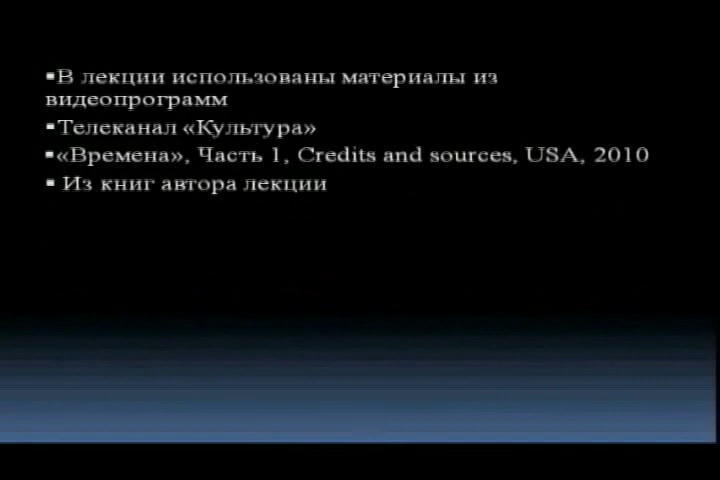 ▪В лекции использованы материалы из
видеопрограмм
▪Телеканал «Культура»
▪«Времена», Часть 1, Credits and sources, USA, 2010
▪ Из книг автора лекции